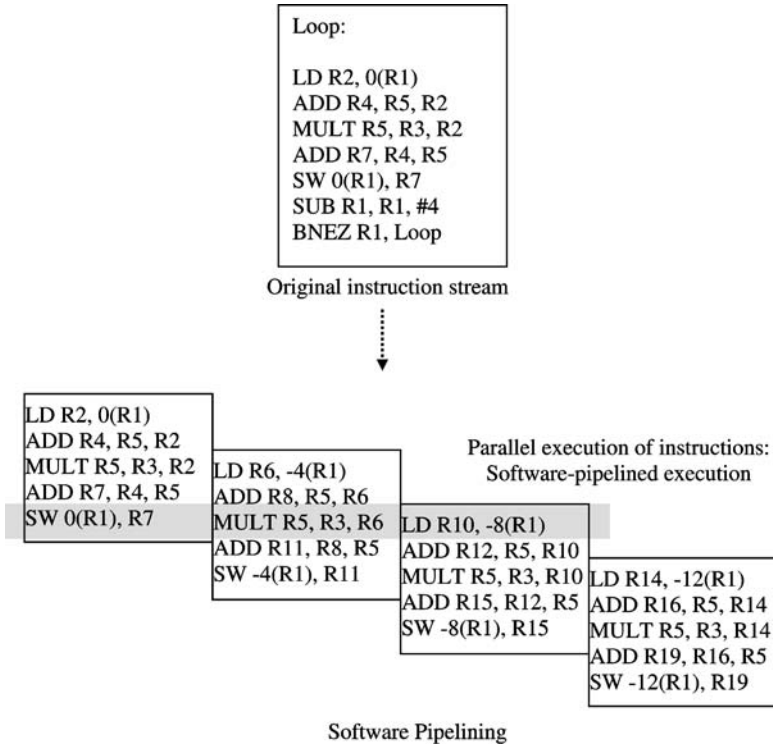 Loop:
LD R2, 0(R1)
ADD R4, R5, R2
MULT R5, R3, R2
ADD R7, R4, R5
SW 0(R1), R7
SUB R1, R1, #4
BNEZ R1, Loop
Original instruction stream
LD R2, 0(R1)
ADD R4, R5, R2
MULT R5, R3, R2
ADD R7, R4, R5
SW 0(R1), R7
LD R6, -4(R1)
ADD R8, R5, R6
MULT R5, R3, R6
ADD R11, R8, R5
SW -4(R1), R11
Parallel execution of instructions:
Software-pipelined execution
LD R10, -8(R1)
ADD R12, R5, R10
MULT R5, R3, R10
ADD R15, R12, R5
SW -8(R1), R15
LD R14, -12(R1)
ADD R16, R5, R14
MULT R5, R3, R14
ADD R19, R16, R5
SW -12(R1), R19
Software Pipelining